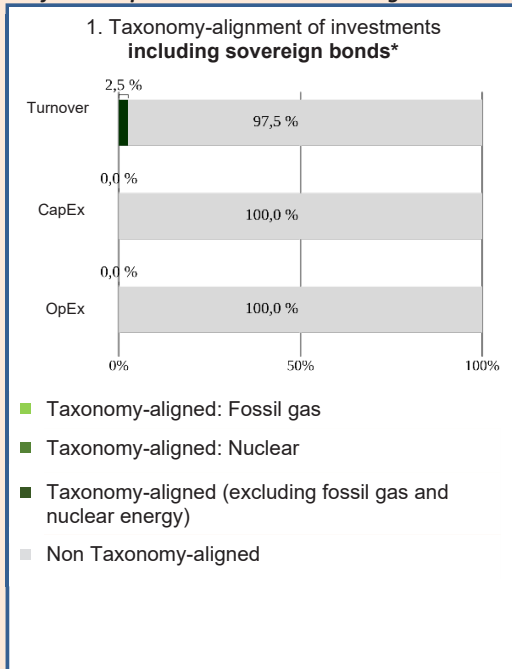 1. Taxonomy-alignment of investments
including sovereign bonds*
2,5 %
Turnover
97,5 %
0,0 %
CapEx
100,0 %
0,0 %
OpEx
100,0 %
0%
50%
100%
Taxonomy-aligned: Fossil gas
Taxonomy-aligned: Nuclear
Taxonomy-aligned (excluding fossil gas and
nuclear energy)
Non Taxonomy-aligned